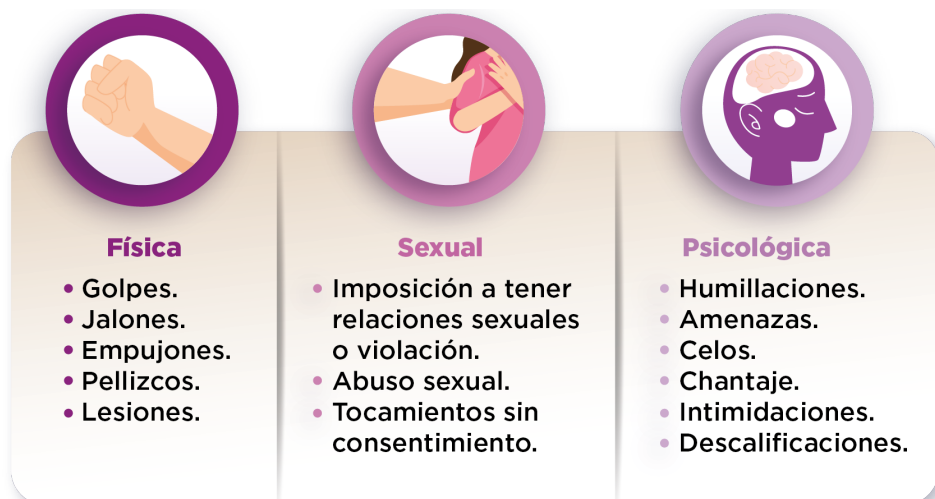 Física
• Golpes.
• Jalones.
• Empujones.
• Pellizcos.
• Lesiones.
Sexual
• Imposición a tener
relaciones sexuales
o violación.
• Abuso sexual.
• Tocamientos sin
consentimiento.
Psicológica
• Humillaciones.
• Amenazas.
• Celos.
• Chantaje.
• Intimidaciones.
• Descalificaciones.